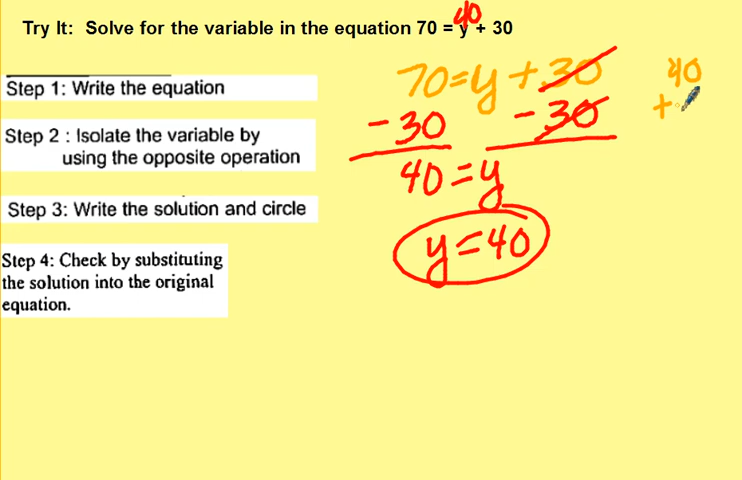 Try It: Solve for the variable in the equation 70 = y + 30
40
Step 1: Write the equation
Step 2 : Isolate the variable by
using the opposite operation
Step 3: Write the solution and circle
Step 4: Check by substituting
the solution into the original
equation.
70=y+30
-30 -30
40=y
y=40
40
+